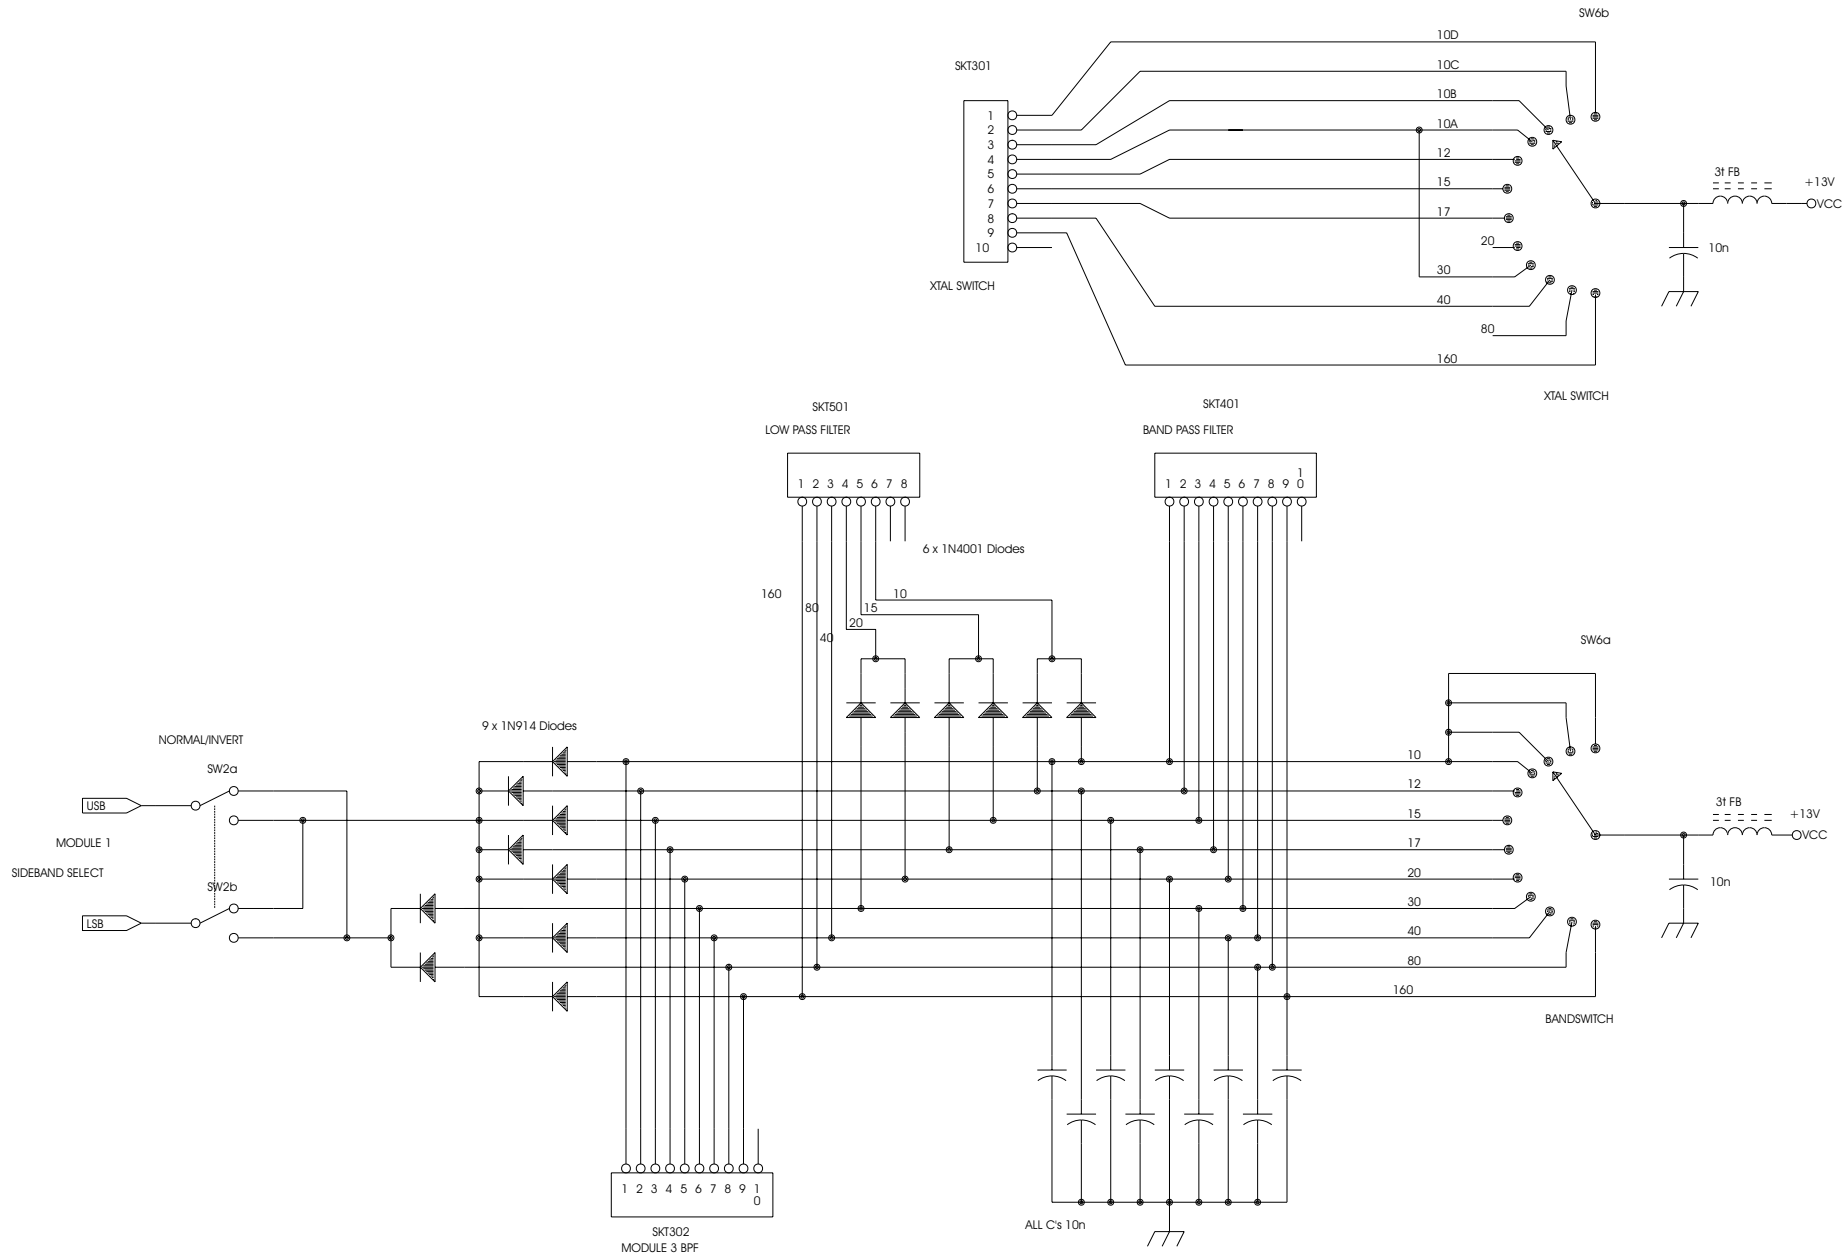 SW6b
10D
SKT301
10C
10B
1
2
10A
3
4
12
5
3t FB
6
15
+13V
7
VCC
8
17
9
20
10
10n
30
XTAL SWITCH
40
80
160
XTAL SWITCH
SKT501
SKT401
LOW PASS FILTER
BAND PASS FILTER
1 2 3 4 5 6 7 8
1 2 3 4 5 6 7 8 9 10
6 x 1N4001 Diodes
160
10
80
15
20
40
SW6a
9 x 1N914 Diodes
NORMAL/INVERT
10
SW2a
12
USB
3t FB
+13V
15
VCC
MODULE 1
17
SIDEBAND SELECT
20
SW2b
10n
30
LSB
40
80
160
BANDSWITCH
1 2 3 4 5 6 7 8 9 10
ALL C's 10n
SKT302
MODULE 3 BPF